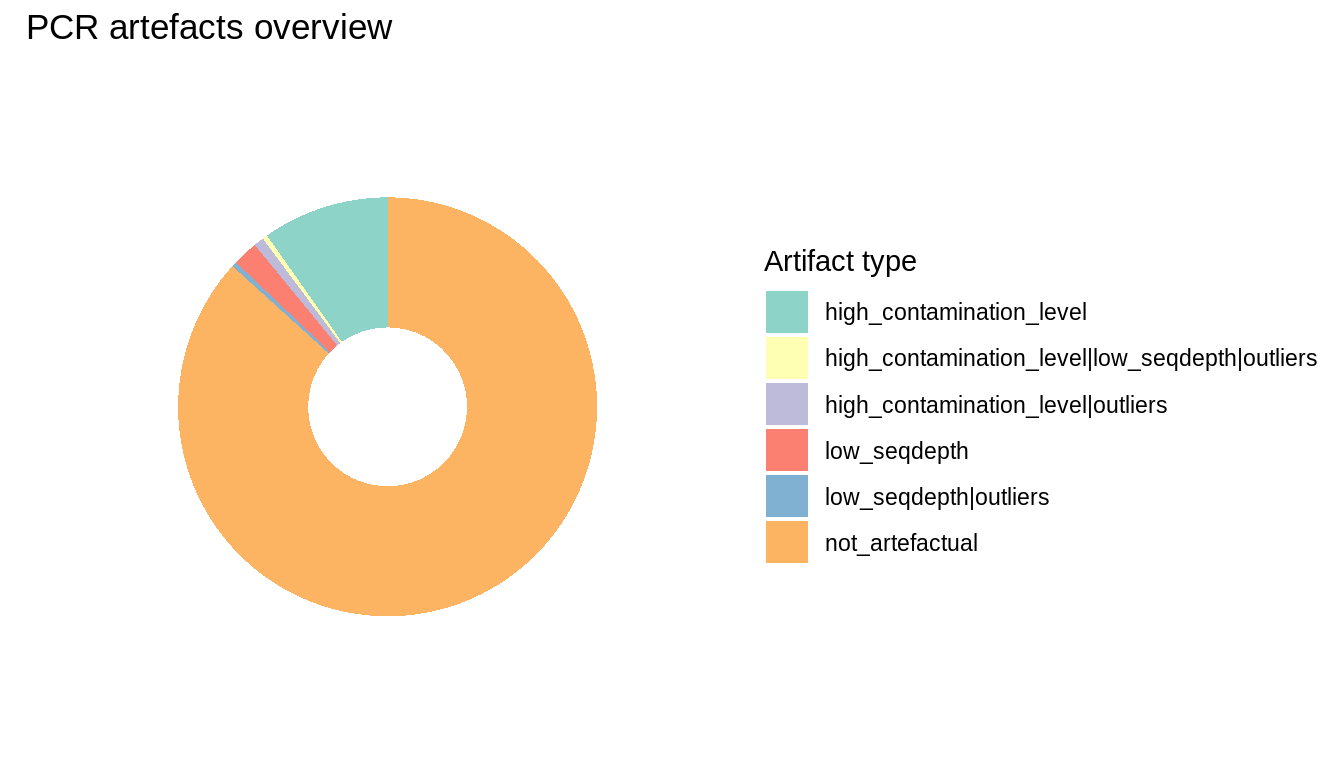 PCR artefacts overview
Artifact type
high_contamination_level
high_contamination_level|low_seqdepth|outliers
high_contamination_level|outliers
low_seqdepth
low_seqdepth|outliers
not_artefactual